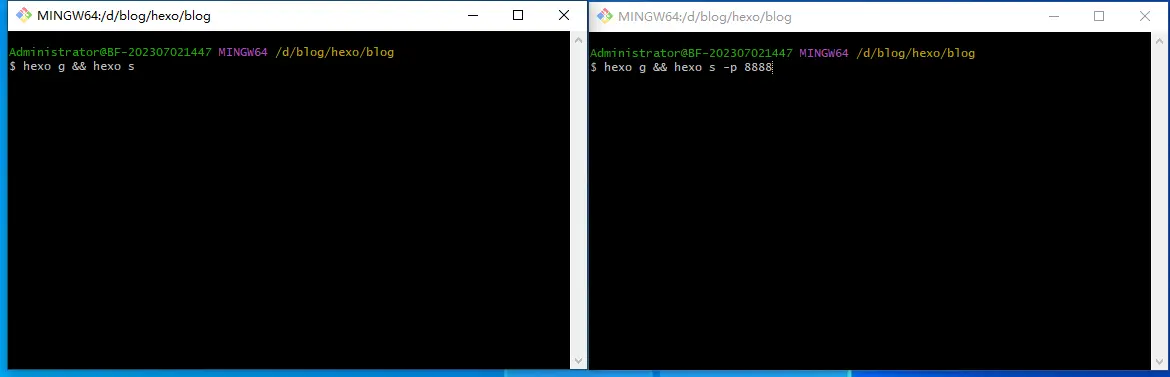 MINGW64:/d/blog/hexo/blog
Administrator@BF-202307021447 MINGW64 /d/blog/hexo/blog
$ hexo g && hexo s
MINGW64:/d/blog/hexo/blog
Administrator@BF-202307021447 MINGW64 /d/blog/hexo/blog
$ hexo g && hexo s -p 8888